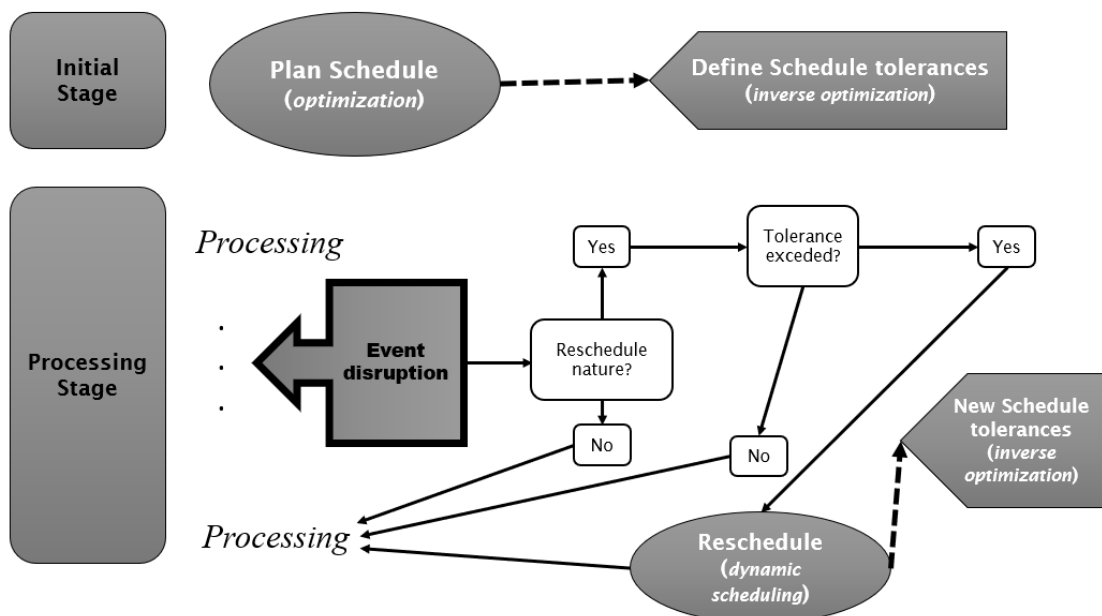 Initial
Stage
Plan Schedule
(optimization)
Define Schedule tolerances
(inverse optimization)
Processing
Stage
Processing
.
.
.
Event
disruption
Reschedule
nature?
Yes
No
Tolerance
exceded?
Yes
No
New Schedule
tolerances
(inverse
optimization)
Processing
Reschedule
(dynamic
scheduling)